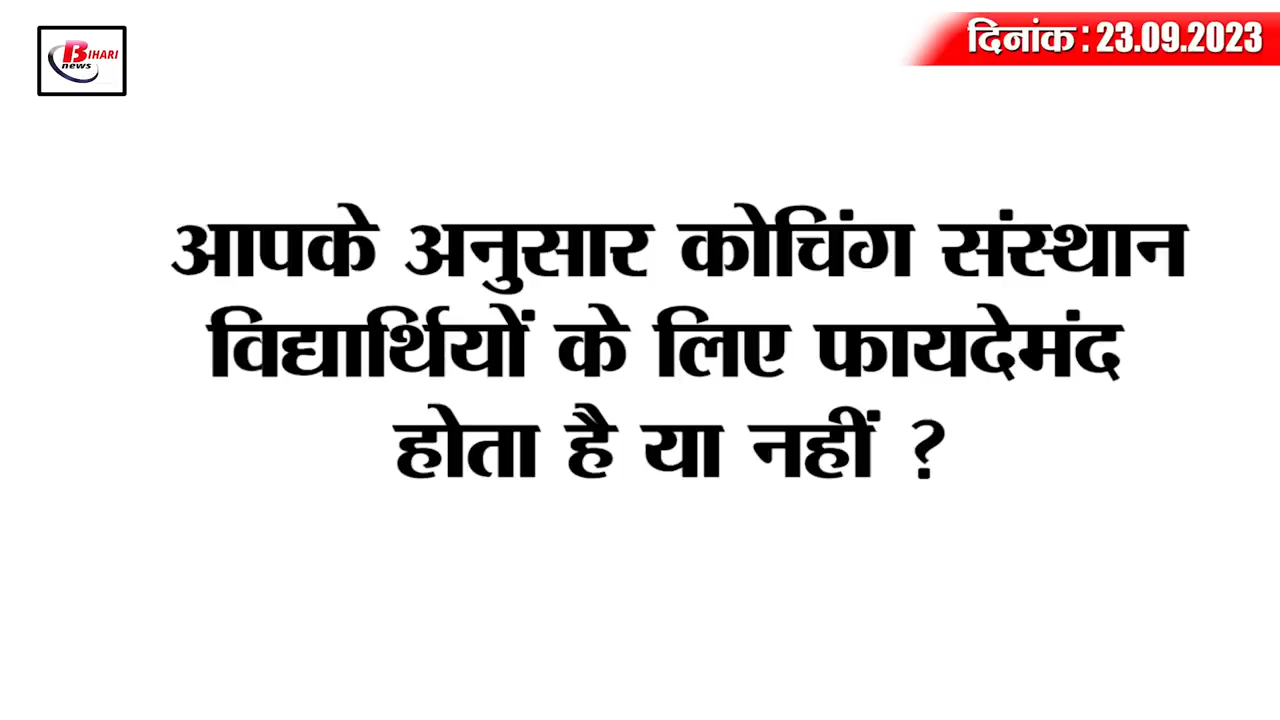 BIHARI
news
दिनांक : 23.09.2023
आपके अनुसार कोचिंग संस्थान
विद्यार्थियों के लिए फायदेमंद
होता है या नहीं ?